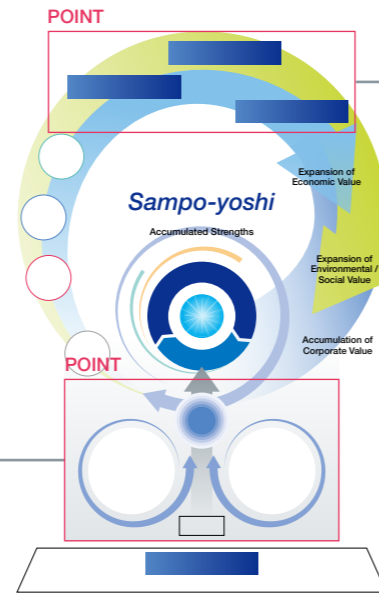 POINT
Expansion of
Economic Value
Sampo-yoshi
Accumulated Strengths
Expansion of
Environmental /
Social Value
Accumulation of
Corporate Value
POINT